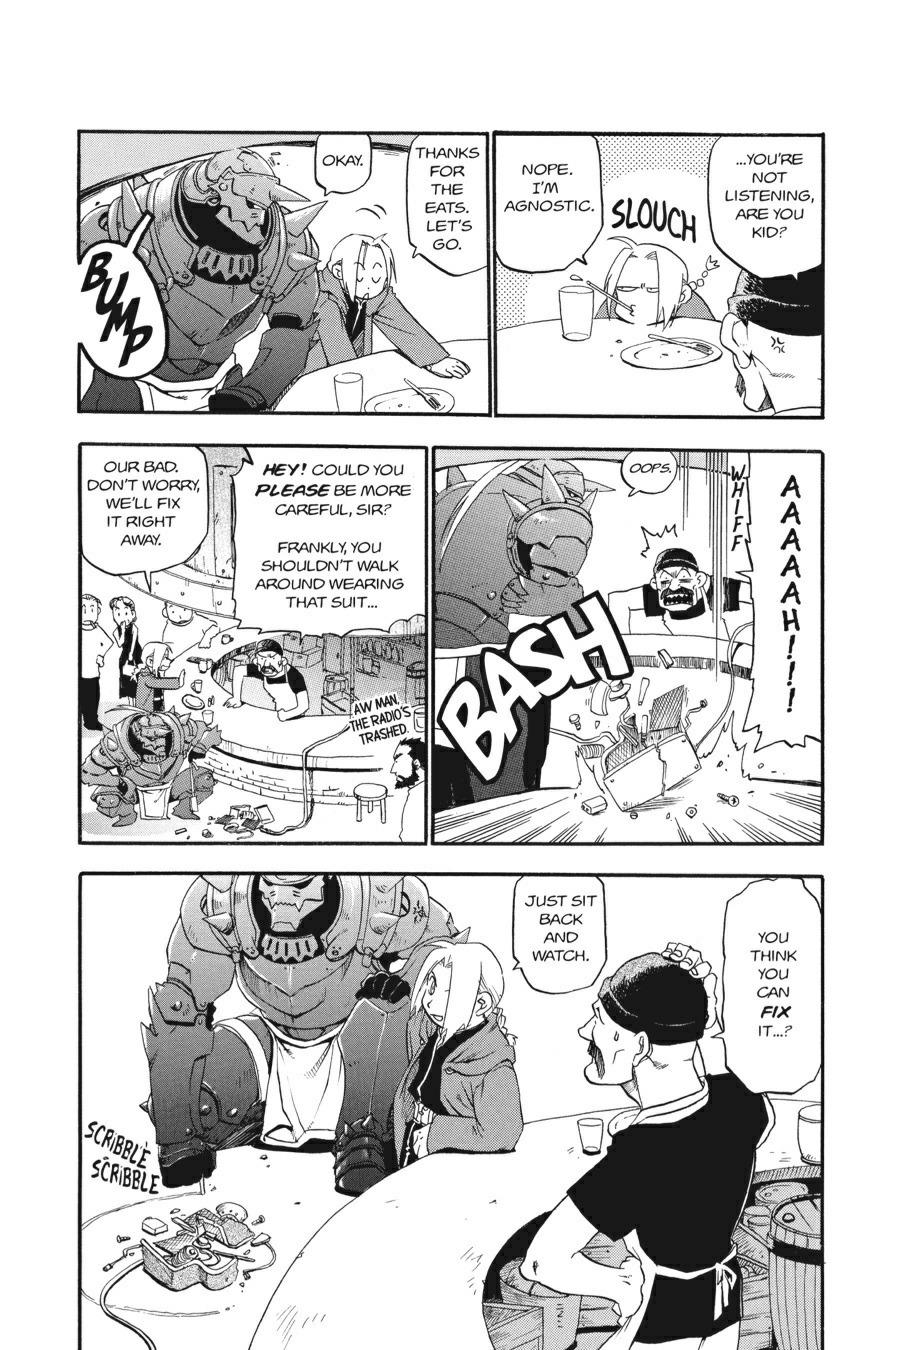 ...YOU'RE
NOT
LISTENING,
ARE YOU
KID?
SLOUCH
NOPE.
I'M
AGNOSTIC.
THANKS
FOR
THE
EATS.
LET'S
GO.
OKAY.
BUMP
AAAAAH!!!
WHIFF
OOPS.
BASH
HEY! COULD YOU
PLEASE BE MORE
CAREFUL, SIR?
FRANKLY, YOU
SHOULDN'T WALK
AROUND WEARING
THAT SUIT...
OUR BAD.
DON'T WORRY,
WE'LL FIX
IT RIGHT
AWAY.
AW MAN.
THE RADIO'S
TRASHED.
YOU
THINK
YOU
CAN
FIX
IT...?
JUST SIT
BACK
AND
WATCH.
SCRIBBLE
SCRIBBLE